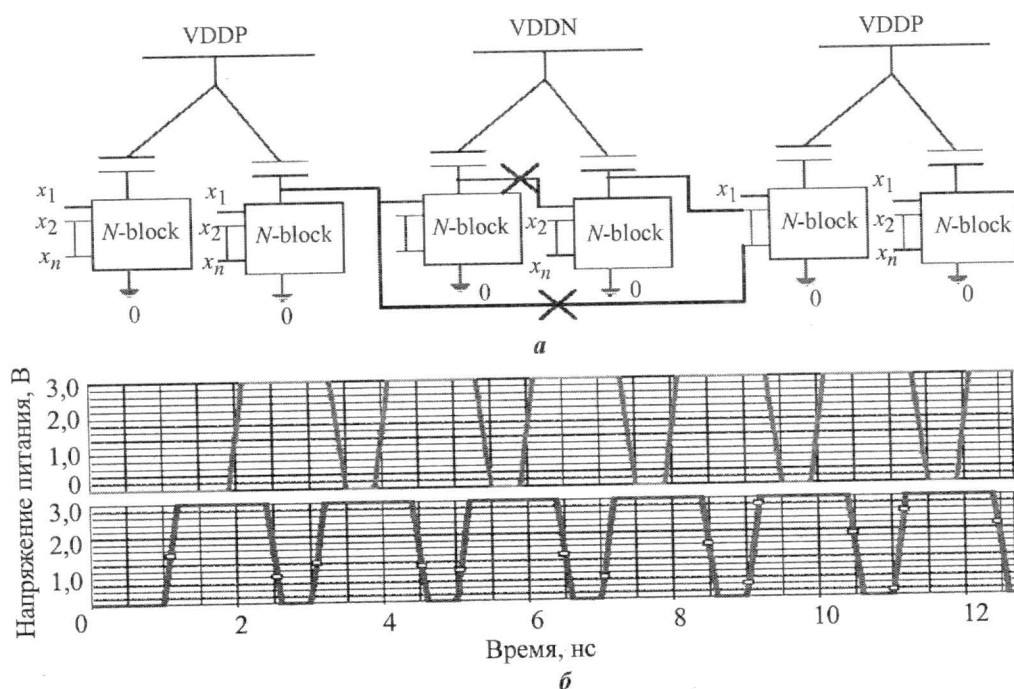 VDDP VDDN VDDP
x1 x2 xn N-block 0
x1 x2 xn N-block 0
N-block 0
x2 xn N-block 0
x1 N-block 0
x1 x2 xn N-block 0
а
Напряжение питания, В
3,0
2,0
1,0
0
3,0
2,0
1,0
0 2 4 6 8 10 12
Время, нс
б